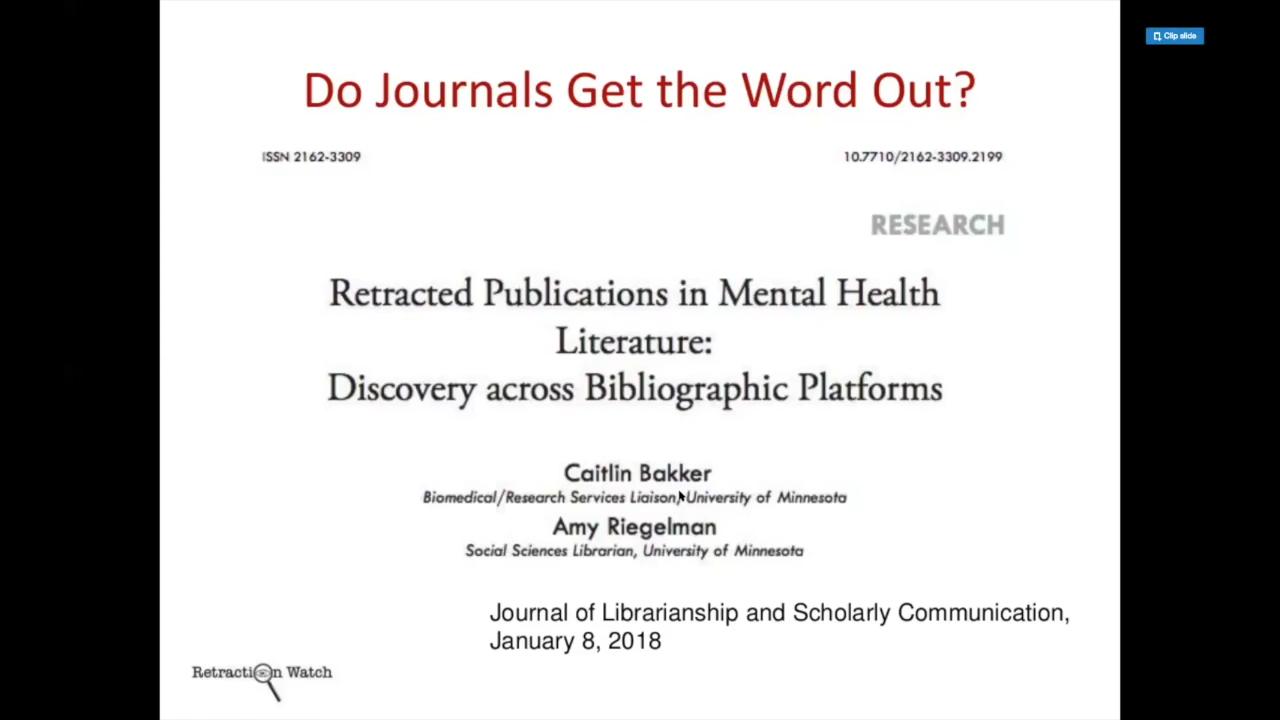 Clip slide
Do Journals Get the Word Out?
ISSN 2162-3309
10.7710/2162-3309.2199
RESEARCH
Retracted Publications in Mental Health
Literature:
Discovery across Bibliographic Platforms
Caitlin Bakker
Biomedical/Research Services Liaison, University of Minnesota
Amy Riegelman
Social Sciences Librarian, University of Minnesota
Journal of Librarianship and Scholarly Communication,
January 8, 2018
Retraction Watch